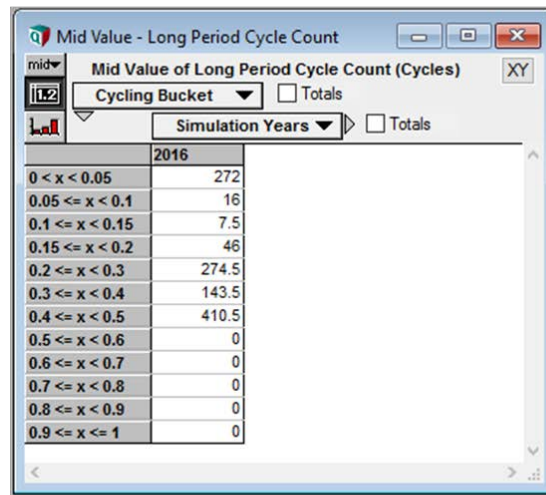 Mid Value - Long Period Cycle Count
mid Mid Value of Long Period Cycle Count (Cycles) XY
1.2 Cycling Bucket Totals
Simulation Years Totals
2016
0 < x < 0.05 272
0.05 <= x < 0.1 16
0.1 <= x < 0.15 7.5
0.15 <= x < 0.2 46
0.2 <= x < 0.3 274.5
0.3 <= x < 0.4 143.5
0.4 <= x < 0.5 410.5
0.5 <= x < 0.6 0
0.6 <= x < 0.7 0
0.7 <= x < 0.8 0
0.8 <= x < 0.9 0
0.9 <= x <= 1 0